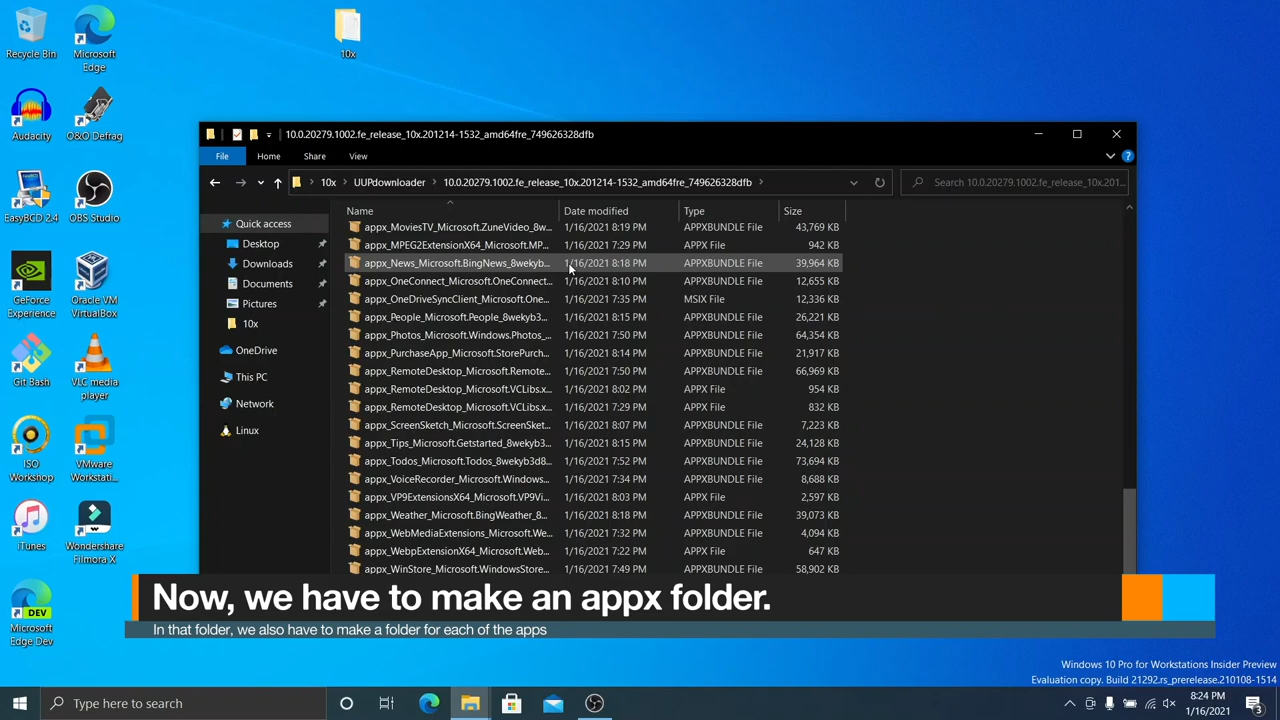 Recycle Bin
Microsoft Edge
10x
Audacity
O&O Defrag
EasyBCD 2.4
OBS Studio
GeForce Experience
Oracle VM VirtualBox
Git Bash
VLC media player
ISO Workshop
VMware Workstati...
iTunes
Wondershare Filmora X
DEV
Microsoft Edge Dev
10.0.20279.1002.fe_release_10x.201214-1532_amd64fre_749626328dfb
File Home Share View
10x > UUPdownloader > 10.0.20279.1002.fe_release_10x.201214-1532_amd64fre_749626328dfb >
Search 10.0.20279.1002.fe_release_10x.201...
Quick access
Desktop
Downloads
Documents
Pictures
10x
OneDrive
This PC
Network
Linux
Name Date modified Type Size
appx_MoviesTV_Microsoft.ZuneVideo_8w... 1/16/2021 8:19 PM APPXBUNDLE File 43,769 KB
appx_MPEG2ExtensionX64_Microsoft.MP... 1/16/2021 7:29 PM APPX File 942 KB
appx_News_Microsoft.BingNews_8wekyb... 1/16/2021 8:18 PM APPXBUNDLE File 39,964 KB
appx_OneConnect_Microsoft.OneConnect... 1/16/2021 8:10 PM APPXBUNDLE File 12,655 KB
appx_OneDriveSyncClient_Microsoft.One... 1/16/2021 7:35 PM MSIX File 12,336 KB
appx_People_Microsoft.People_8wekyb3... 1/16/2021 8:15 PM APPXBUNDLE File 26,221 KB
appx_Photos_Microsoft.Windows.Photos_... 1/16/2021 7:50 PM APPXBUNDLE File 64,354 KB
appx_PurchaseApp_Microsoft.StorePurch... 1/16/2021 8:14 PM APPXBUNDLE File 21,917 KB
appx_RemoteDesktop_Microsoft.Remote... 1/16/2021 7:50 PM APPXBUNDLE File 66,969 KB
appx_RemoteDesktop_Microsoft.VCLibs.x... 1/16/2021 8:02 PM APPX File 954 KB
appx_RemoteDesktop_Microsoft.VCLibs.x... 1/16/2021 7:29 PM APPX File 832 KB
appx_ScreenSketch_Microsoft.ScreenSket... 1/16/2021 8:07 PM APPXBUNDLE File 7,223 KB
appx_Tips_Microsoft.Getstarted_8wekyb3... 1/16/2021 8:15 PM APPXBUNDLE File 24,128 KB
appx_Todos_Microsoft.Todos_8wekyb3d8... 1/16/2021 7:52 PM APPXBUNDLE File 73,694 KB
appx_VoiceRecorder_Microsoft.Windows... 1/16/2021 7:34 PM APPXBUNDLE File 8,688 KB
appx_VP9ExtensionsX64_Microsoft.VP9Vi... 1/16/2021 8:03 PM APPX File 2,597 KB
appx_Weather_Microsoft.BingWeather_8... 1/16/2021 8:18 PM APPXBUNDLE File 39,073 KB
appx_WebMediaExtensions_Microsoft.We... 1/16/2021 7:32 PM APPXBUNDLE File 4,094 KB
appx_WebpExtensionX64_Microsoft.Web... 1/16/2021 7:22 PM APPX File 647 KB
appx_WinStore_Microsoft.WindowsStore... 1/16/2021 7:49 PM APPXBUNDLE File 58,902 KB
Now, we have to make an appx folder.
In that folder, we also have to make a folder for each of the apps
Windows 10 Pro for Workstations Insider Preview
Evaluation copy. Build 21292.rs_prerelease.210108-1514
Type here to search
8:24 PM
1/16/2021
3